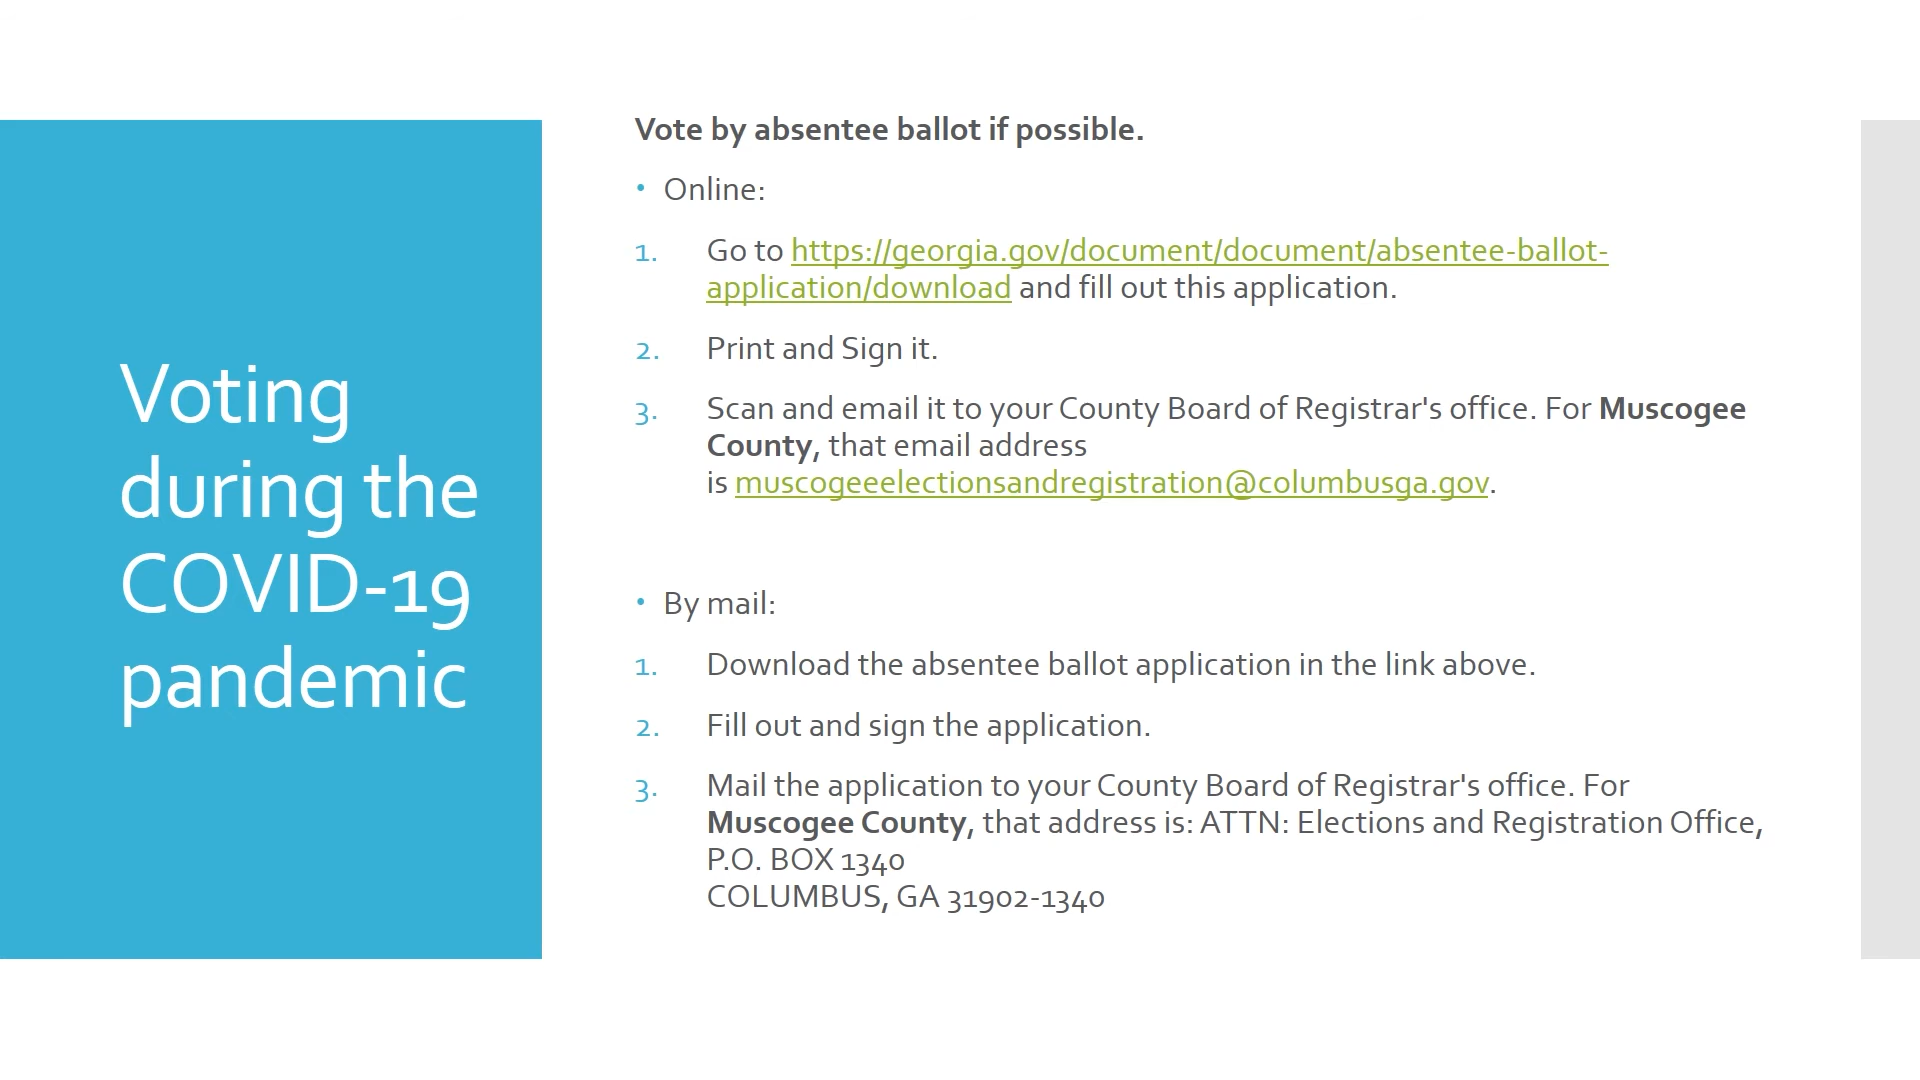 Voting
during the
COVID-19
pandemic
Vote by absentee ballot if possible.
• Online:
1. Go to https://georgia.gov/document/document/absentee-ballot-
application/download and fill out this application.
2. Print and Sign it.
3. Scan and email it to your County Board of Registrar's office. For Muscogee
County, that email address
is muscogeeelectionsandregistration@columbusga.gov.
• By mail:
1. Download the absentee ballot application in the link above.
2. Fill out and sign the application.
3. Mail the application to your County Board of Registrar's office. For
Muscogee County, that address is: ATTN: Elections and Registration Office,
P.O. BOX 1340
COLUMBUS, GA 31902-1340